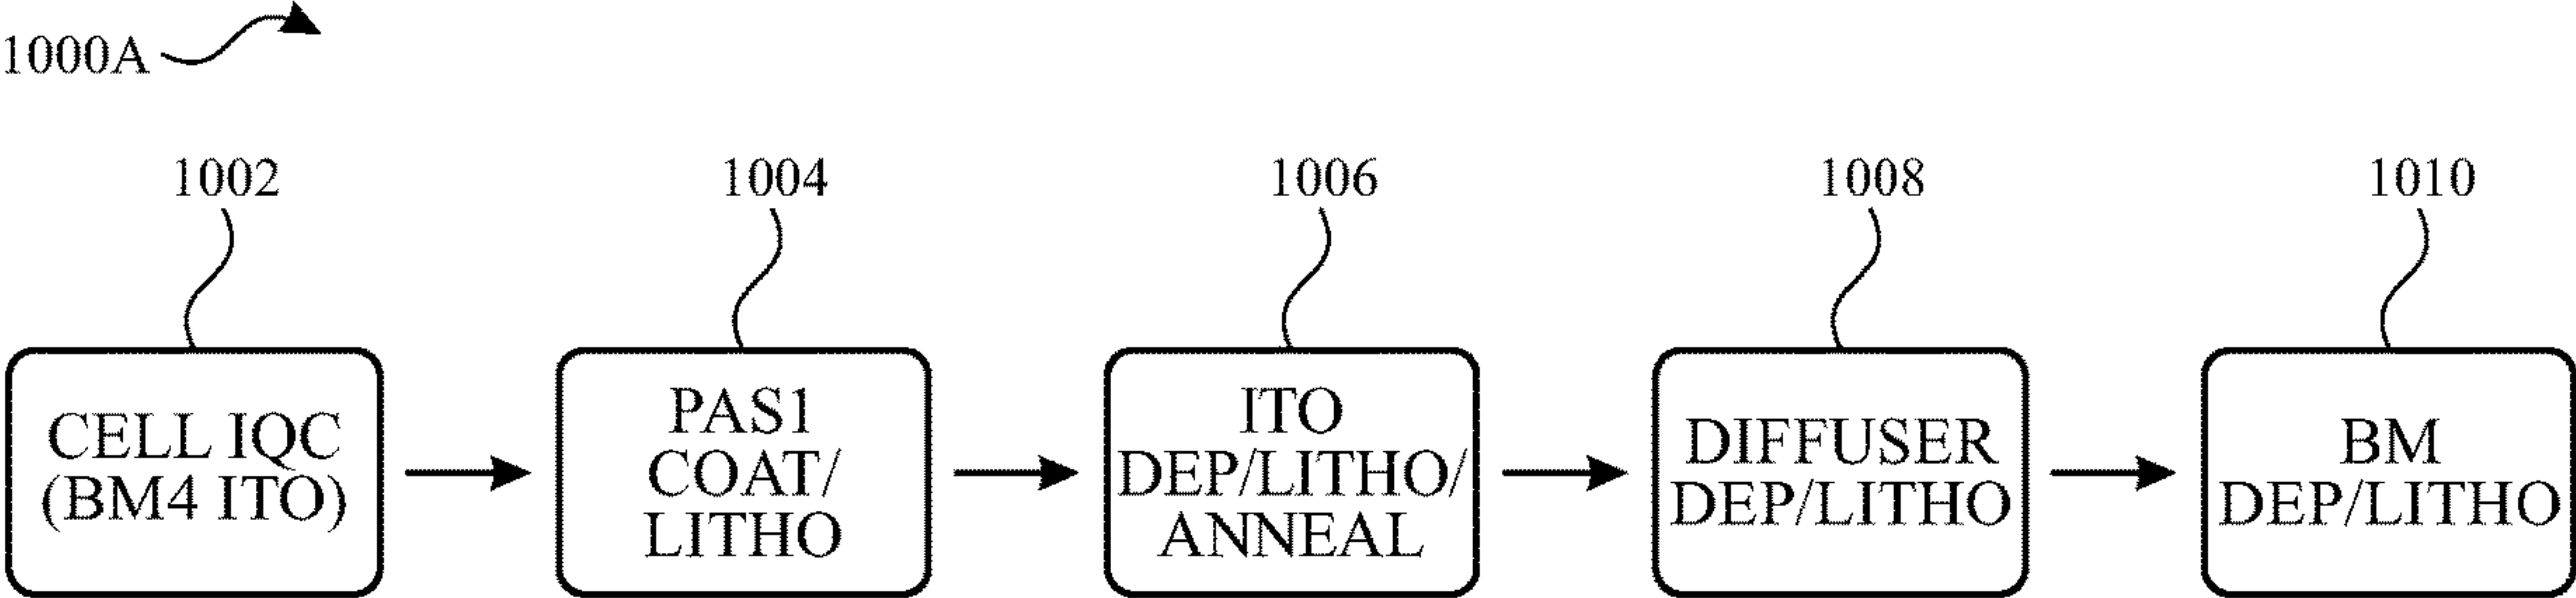 1000A
1002
1004
1006
1008
1010
CELL IQC
(BM4 ITO)
PAS1
COAT/
LITHO
ITO
DEP/LITHO/
ANNEAL
DIFFUSER
DEP/LITHO
BM
DEP/LITHO